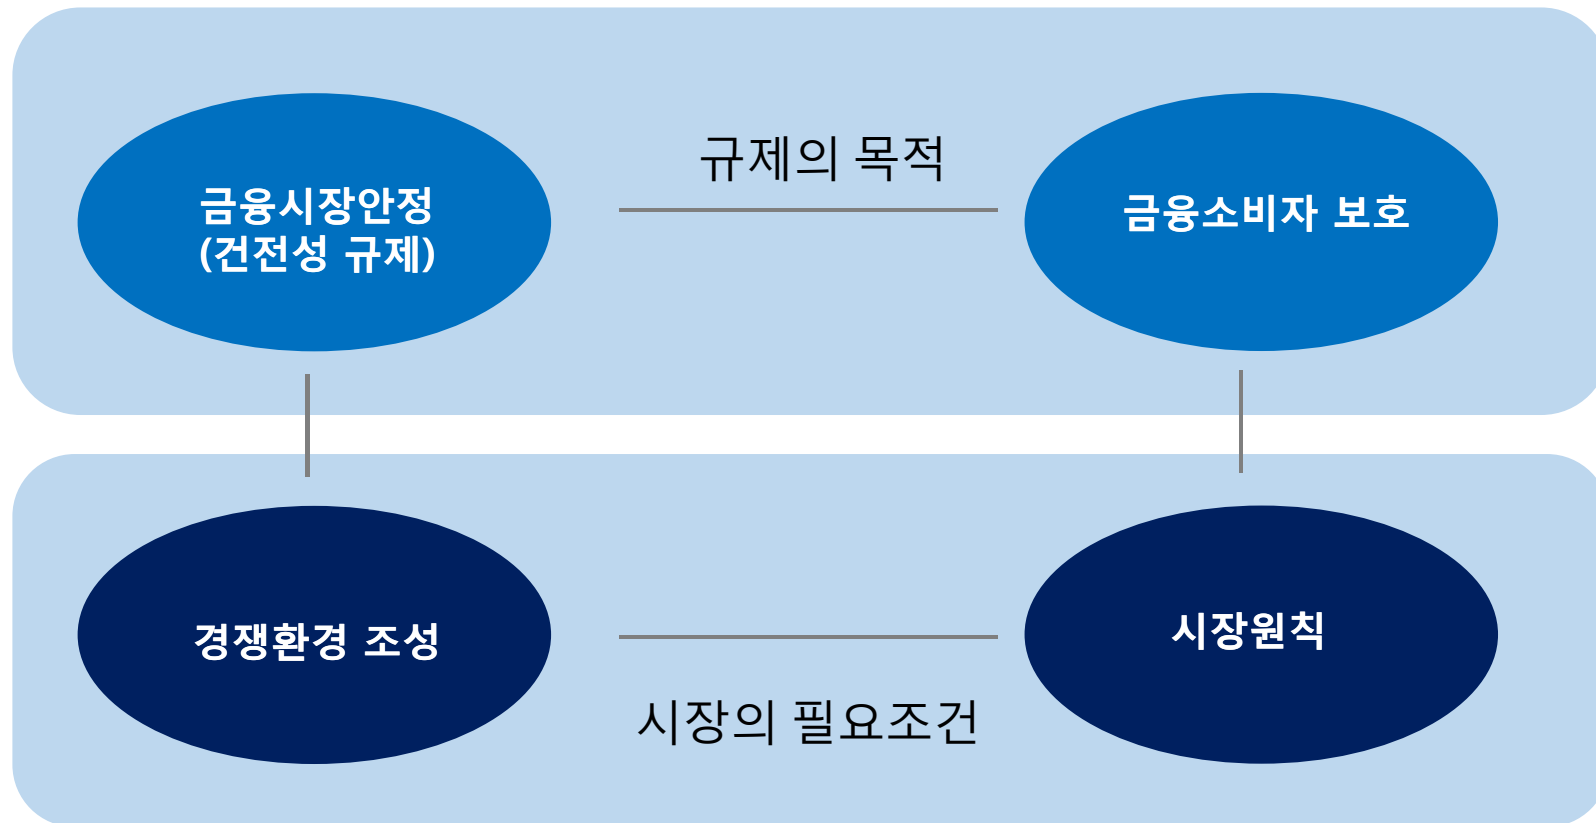 규제의 목적
금융시장안정
(건전성 규제)
금융소비자 보호
경쟁환경 조성
시장원칙
시장의 필요조건